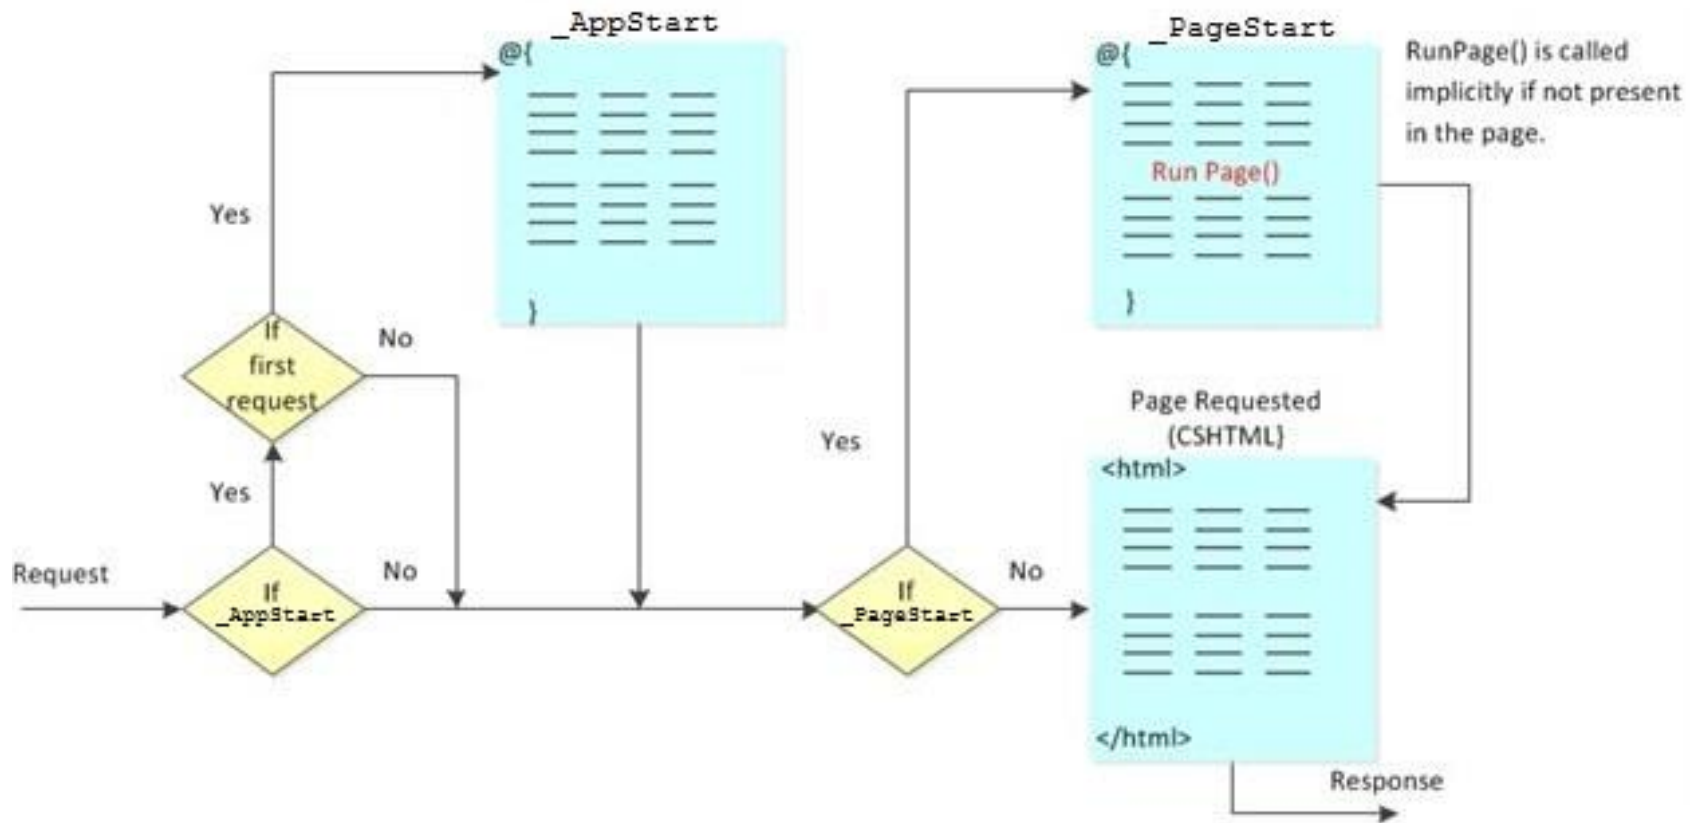 _AppStart
@{
}
_PageStart
@{
Run Page()
}
RunPage() is called
implicitly if not present
in the page.
Yes
If
first
request
No
Yes
Request
If
_AppStart
No
Yes
If
_PageStart
No
Page Requested
(CSHTML)
<html>
</html>
Response